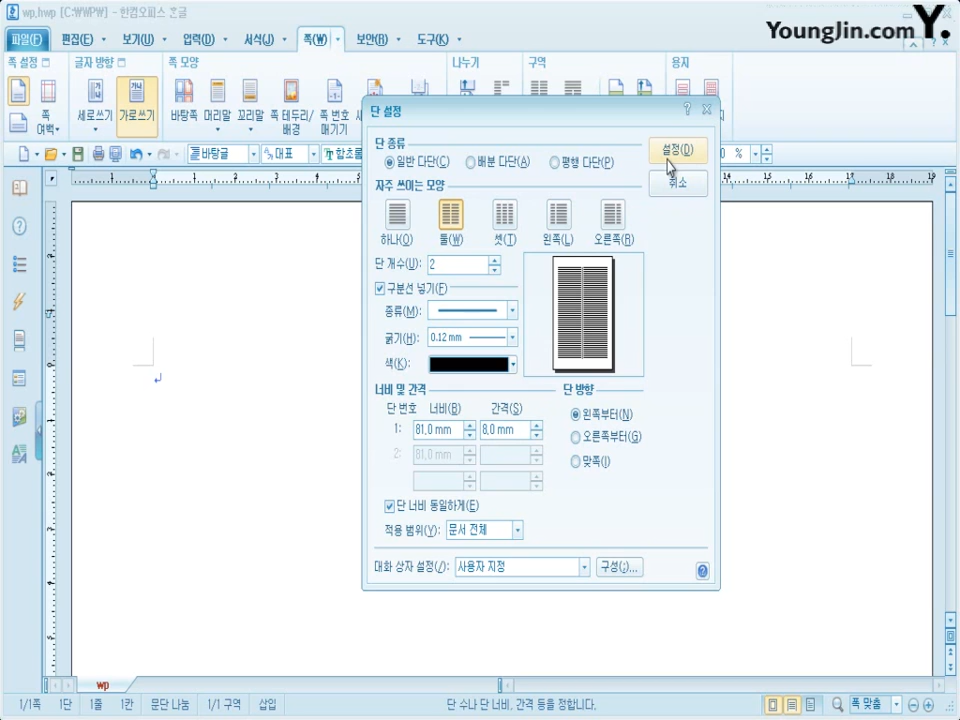 wp.hwp [C:₩WP₩] - 한컴오피스 한글
YoungJin.com Y.
파일(F) 편집(E) 보기(U) 입력(D) 서식(J) 쪽(W) 보안(R) 도구(K)
쪽 설정 글자 방향 쪽 모양 나누기 구역 용지
쪽 여백 세로쓰기 가로쓰기 바탕쪽 머리말 꼬리말 쪽 테두리/배경 쪽 번호 매기기
바탕글 대표 함초롬 %
단 설정
단 종류
일반 다단(C) 배분 다단(A) 평행 다단(P)
설정(D)
취소
자주 쓰이는 모양
하나(O) 둘(W) 셋(T) 왼쪽(L) 오른쪽(R)
단 개수(U): 2
구분선 넣기(F)
종류(M):
굵기(H): 0.12 mm
색(K):
너비 및 간격 단 방향
단 번호 너비(B) 간격(S)
1: 81.0 mm 8.0 mm
2: 81.0 mm
왼쪽부터(N)
오른쪽부터(G)
맞쪽(I)
단 너비 동일하게(E)
적용 범위(Y): 문서 전체
대화 상자 설정(/): 사용자 지정 구성(;)...
wp
1/1쪽 1단 1줄 1칸 문단 나눔 1/1 구역 삽입 단 수나 단 너비, 간격 등을 정합니다. 폭 맞춤